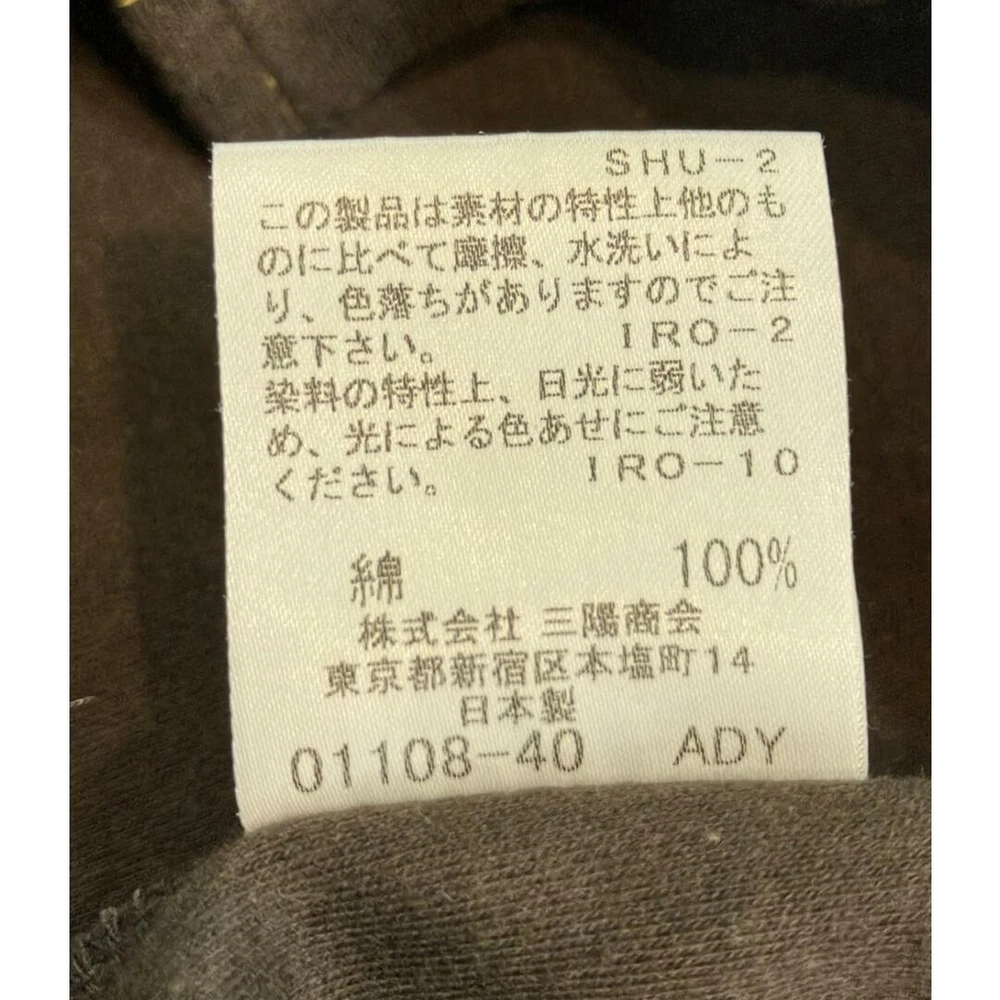 SHU-2
この製品は素材の特性上他のも
のに比べて摩擦、水洗いによ
り、色落ちがありますのでご注
意下さい。 IRO-2
染料の特性上、日光に弱いた
め、光による色あせにご注意
ください。 IRO-10
綿 100%
株式会社 三陽商会
東京都新宿区本塩町14
日本製
01108-40 ADY